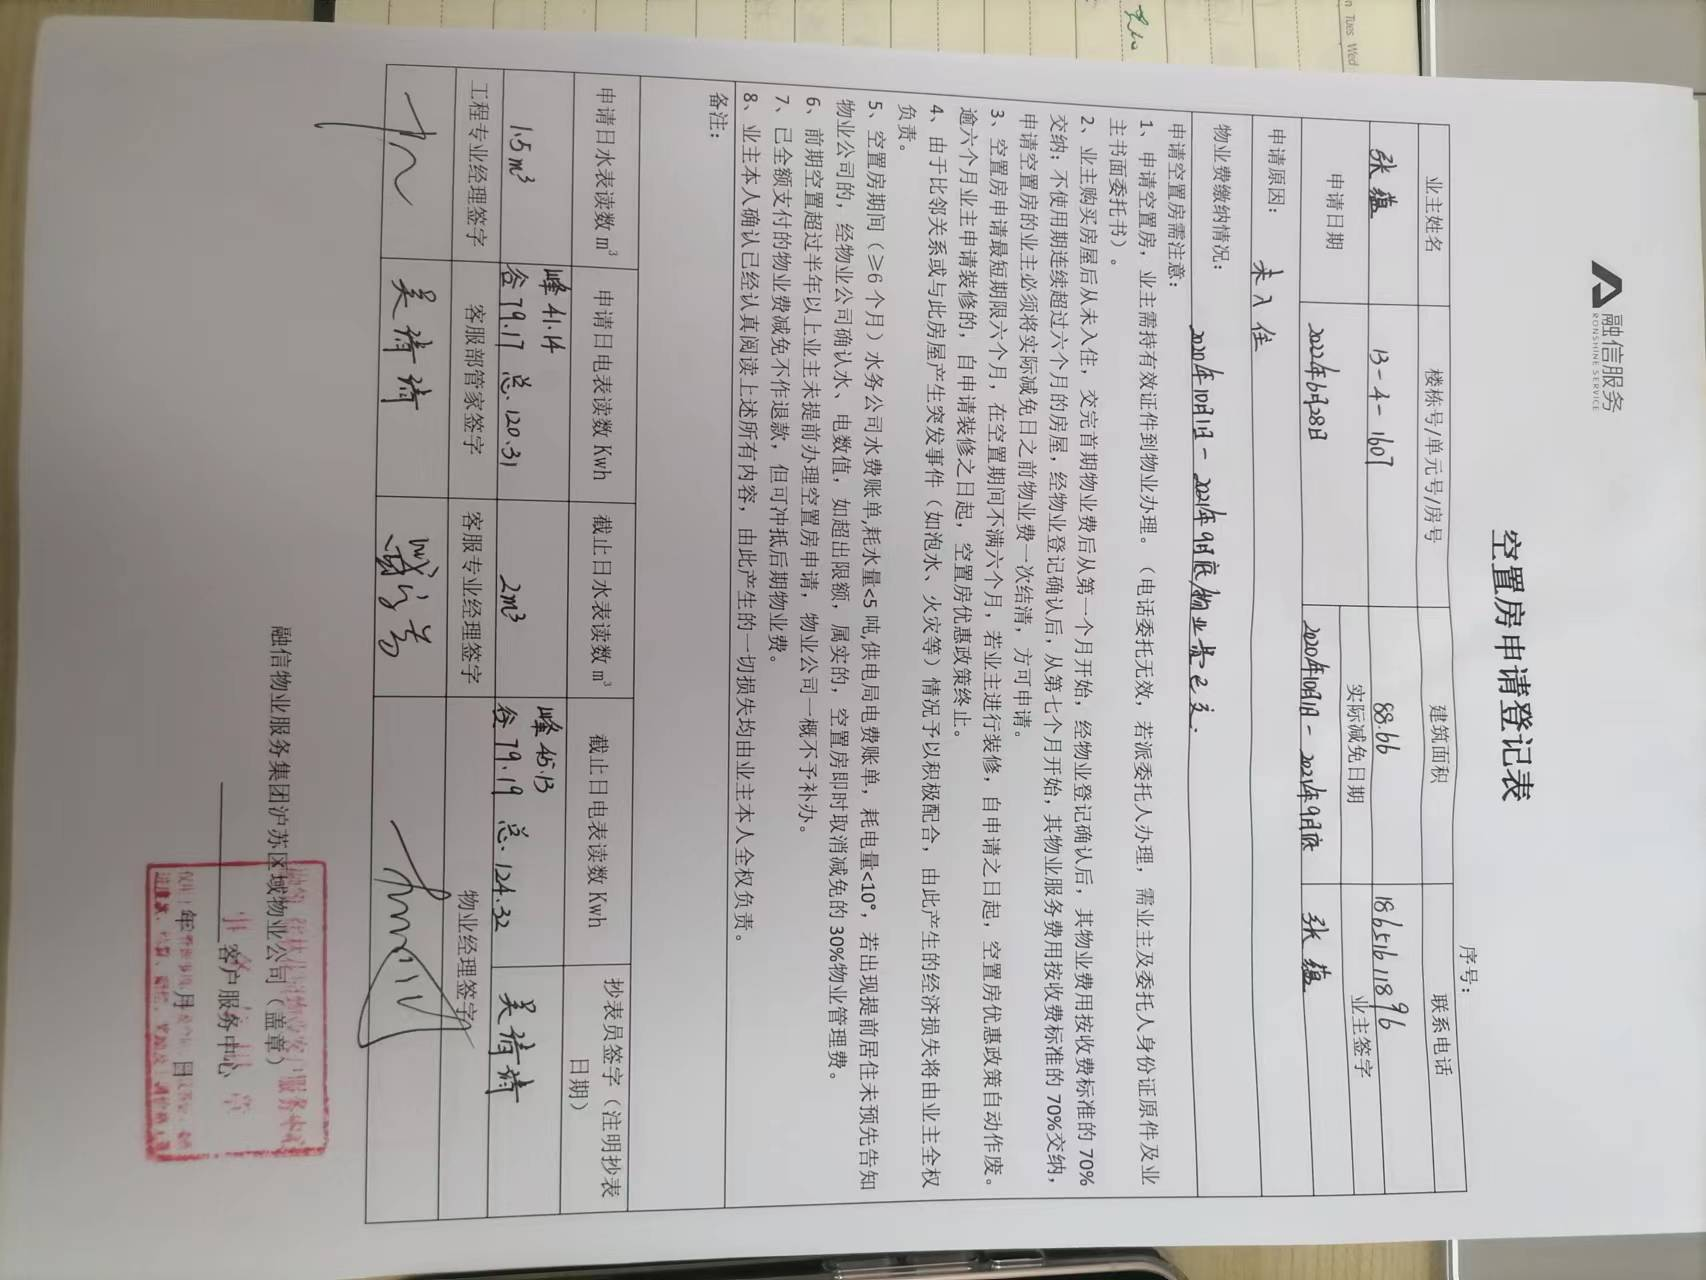 融信服务
RONSHINE SERVICE
空置房申请登记表
序号：
业主姓名 楼栋号/单元号/房号 建筑面积 联系电话
张蕴 13-4-1607 88.66 18651611896
申请日期 2022年6月28日 实际减免日期 业主签字
2020年10月1日-2021年9月底 张蕴
申请原因： 未入住
物业费缴纳情况： 2020年10月1日-2021年9月底物业费已交.
申请空置房需注意：
1、申请空置房，业主需持有效证件到物业办理。（电话委托无效，若派委托人办理，需业主及委托人身份证原件及业
主书面委托书）。
2、业主购买房屋后从未入住，交完首期物业费后从第一个月开始，经物业登记确认后，其物业费用按收费标准的 70%
交纳；不使用期连续超过六个月的房屋，经物业登记确认后，从第七个月开始，其物业服务费用按收费标准的 70%交纳，
申请空置房的业主必须将实际减免日之前物业费一次结清，方可申请。
3、空置房申请最短期限六个月，在空置期间不满六个月，若业主进行装修，自申请之日起，空置房优惠政策自动作废。
逾六个月业主申请装修的，自申请装修之日起，空置房优惠政策终止。
4、由于比邻关系或与此房屋产生突发事件（如泡水、火灾等）情况予以积极配合，由此产生的经济损失将由业主全权
负责。
5、空置房期间（≥6 个月）水务公司水费账单,耗水量<5 吨,供电局电费账单，耗电量<10°，若出现提前居住未预先告知
物业公司的，经物业公司确认水、电数值，如超出限额，属实的，空置房即时取消减免的 30%物业管理费。
6、前期空置超过半年以上业主未提前办理空置房申请，物业公司一概不予补办。
7、已全额支付的物业费减免不作退款，但可冲抵后期物业费。
8、业主本人确认已经认真阅读上述所有内容，由此产生的一切损失均由业主本人全权负责。
备注：
申请日水表读数 m³ 申请日电表读数 Kwh 截止日水表读数 m³ 截止日电表读数 Kwh 抄表员签字（注明抄表
日期）
1.5m³ 峰41.14 2m³ 峰45.13 吴倚琦
谷79.17 总.120.31 谷79.19 总.124.32
工程专业经理签字 客服部管家签字 客服专业经理签字 物业经理签字
吴倚琦
融信物业服务集团沪苏区域物业公司（盖章）
客户服务中心
年 月 日